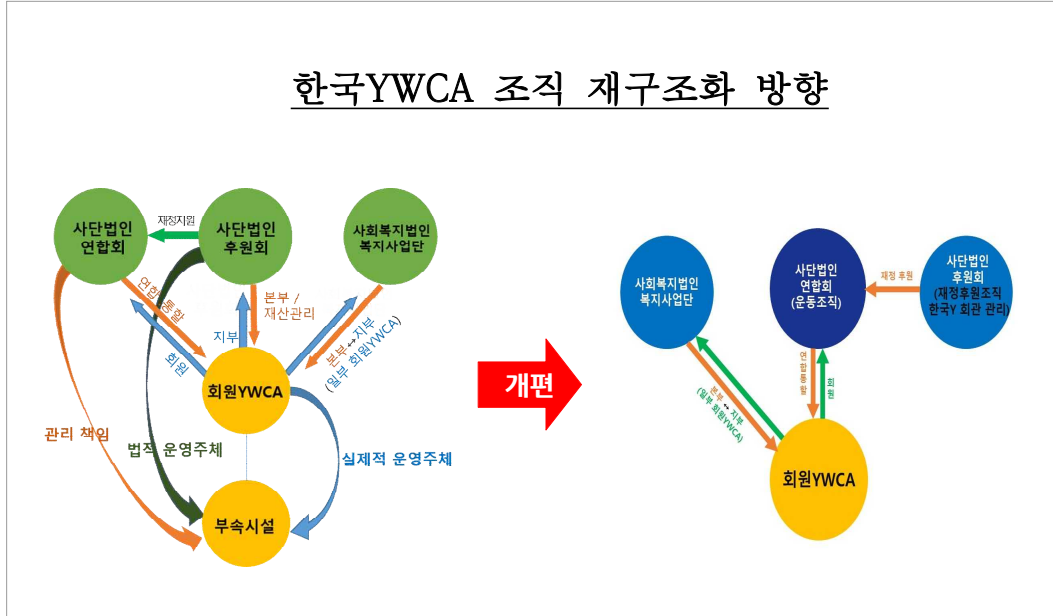 한국YWCA 조직 재구조화 방향
사단법인
연합회
재정지원
사단법인
후원회
사회복지법인
복지사업단
연합 통할
회원
지부
본부 /
재산관리
본부↔지부
(일부 회원YWCA)
회원YWCA
관리 책임
법적 운영주체
실제적 운영주체
부속시설
개편
사회복지법인
복지사업단
사단법인
연합회
(운동조직)
재정 후원
사단법인
후원회
(재정후원조직
한국Y 회관 관리)
본부 ↔ 지부
(일부 회원YWCA)
연합통할
회원
회원YWCA